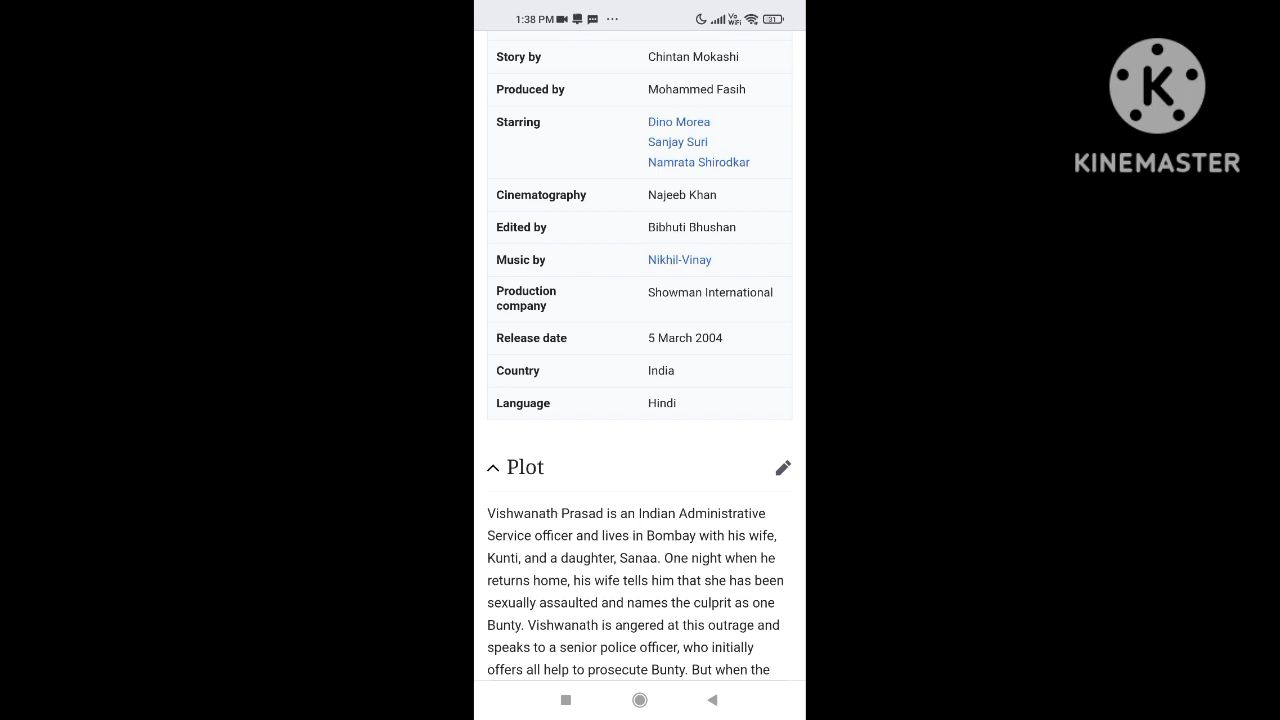 1:38 PM
Vo
WiFi
31
Story by Chintan Mokashi
Produced by Mohammed Fasih
Starring Dino Morea
Sanjay Suri
Namrata Shirodkar
Cinematography Najeeb Khan
Edited by Bibhuti Bhushan
Music by Nikhil-Vinay
Production company Showman International
Release date 5 March 2004
Country India
Language Hindi
Plot
Vishwanath Prasad is an Indian Administrative
Service officer and lives in Bombay with his wife,
Kunti, and a daughter, Sanaa. One night when he
returns home, his wife tells him that she has been
sexually assaulted and names the culprit as one
Bunty. Vishwanath is angered at this outrage and
speaks to a senior police officer, who initially
offers all help to prosecute Bunty. But when the
K
KINEMASTER